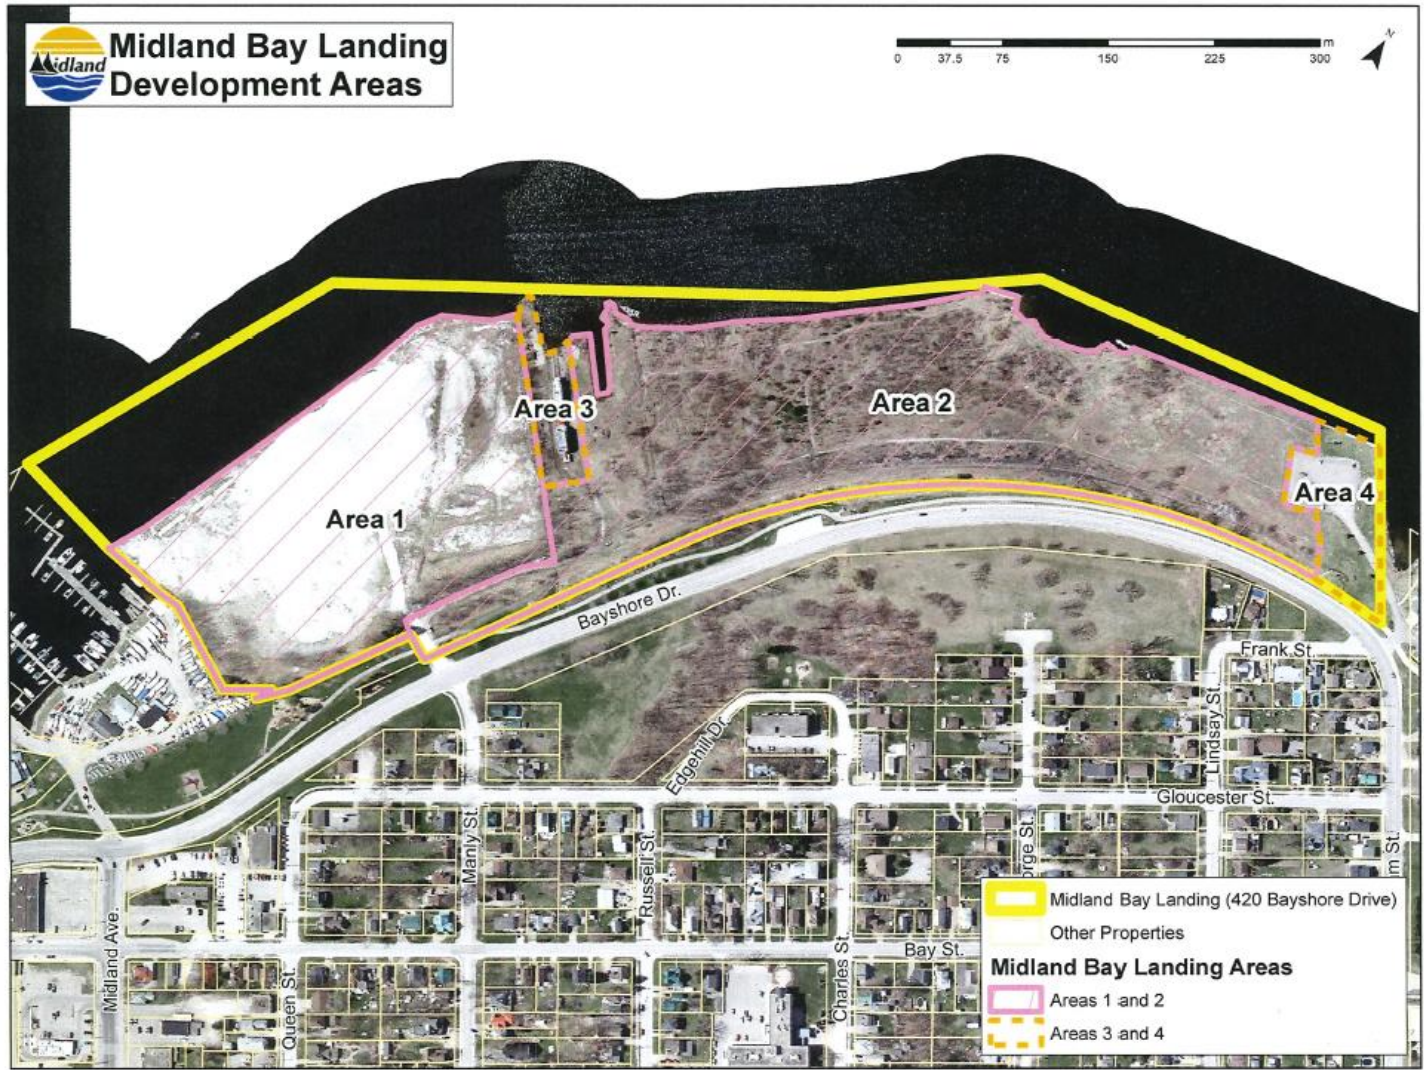 Midland
Midland Bay Landing
Development Areas
0 37.5 75 150 225 300 m
N
Area 3
Area 2
Area 4
Area 1
Bayshore Dr.
Frank St.
Lindsay St.
Edgehill Dr.
Gloucester St.
Manly St.
Russell St.
orge St.
m St.
Midland Ave.
Queen St.
Charles St.
Bay St.
Midland Bay Landing (420 Bayshore Drive)
Other Properties
Midland Bay Landing Areas
Areas 1 and 2
Areas 3 and 4